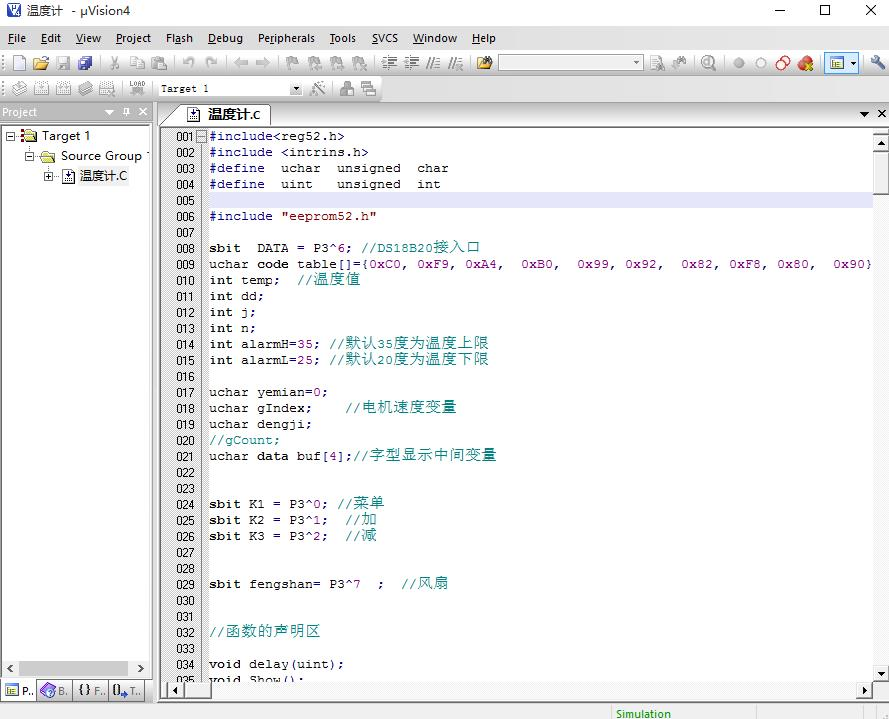 温度计 - µVision4
File Edit View Project Flash Debug Peripherals Tools SVCS Window Help
LOAD Target 1
Project
温度计.C
Target 1
Source Group
温度计.C
001 #include<reg52.h>
002 #include <intrins.h>
003 #define uchar unsigned char
004 #define uint unsigned int
005
006 #include "eeprom52.h"
007
008 sbit DATA = P3^6; //DS18B20接入口
009 uchar code table[]={0xC0, 0xF9, 0xA4, 0xB0, 0x99, 0x92, 0x82, 0xF8, 0x80, 0x90}
010 int temp; //温度值
011 int dd;
012 int j;
013 int n;
014 int alarmH=35; //默认35度为温度上限
015 int alarmL=25; //默认20度为温度下限
016
017 uchar yemian=0;
018 uchar gIndex; //电机速度变量
019 uchar dengji;
020 //gCount;
021 uchar data buf[4];//字型显示中间变量
022
023
024 sbit K1 = P3^0; //菜单
025 sbit K2 = P3^1; //加
026 sbit K3 = P3^2; //减
027
028
029 sbit fengshan= P3^7 ; //风扇
030
031
032 //函数的声明区
033
034 void delay(uint);
035 void Show();
P.. B. {} F.. 0 T..
Simulation